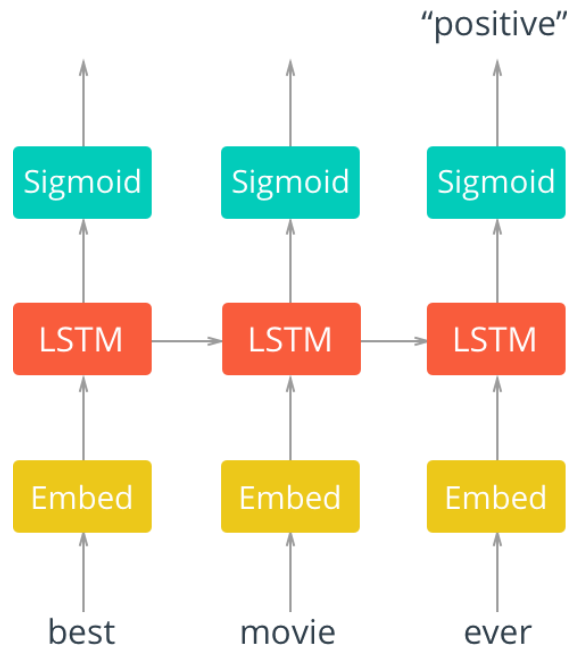 “positive”
Sigmoid Sigmoid Sigmoid
LSTM LSTM LSTM
Embed Embed Embed
best movie ever